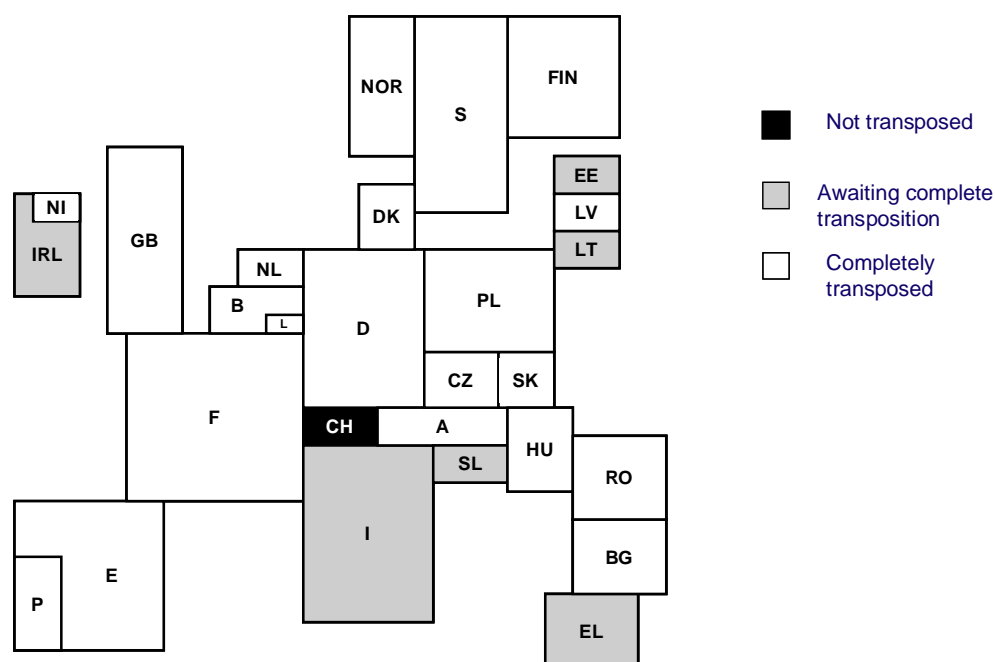 NOR
S
FIN
Not transposed
EE
Awaiting complete
transposition
NI
LV
DK
GB
IRL
LT
Completely
transposed
NL
B
PL
L
D
CZ
SK
F
CH
A
HU
SL
RO
I
BG
E
P
EL